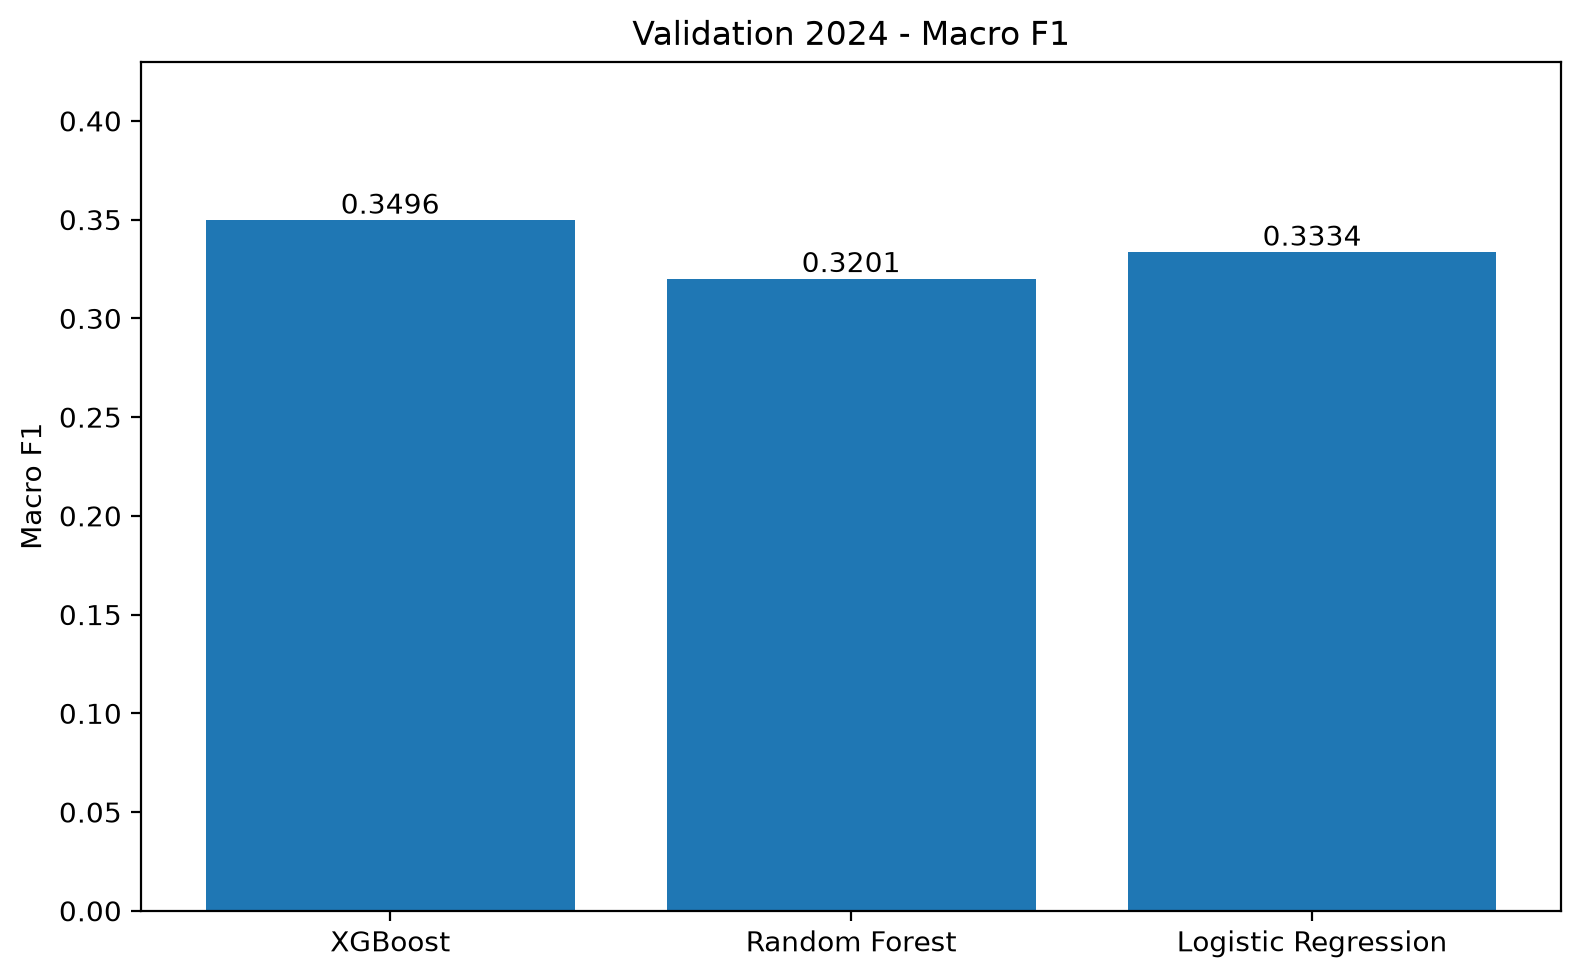 Validation 2024 - Macro F1
Macro F1
0.40
0.35
0.30
0.25
0.20
0.15
0.10
0.05
0.00
0.3496
0.3201
0.3334
XGBoost
Random Forest
Logistic Regression